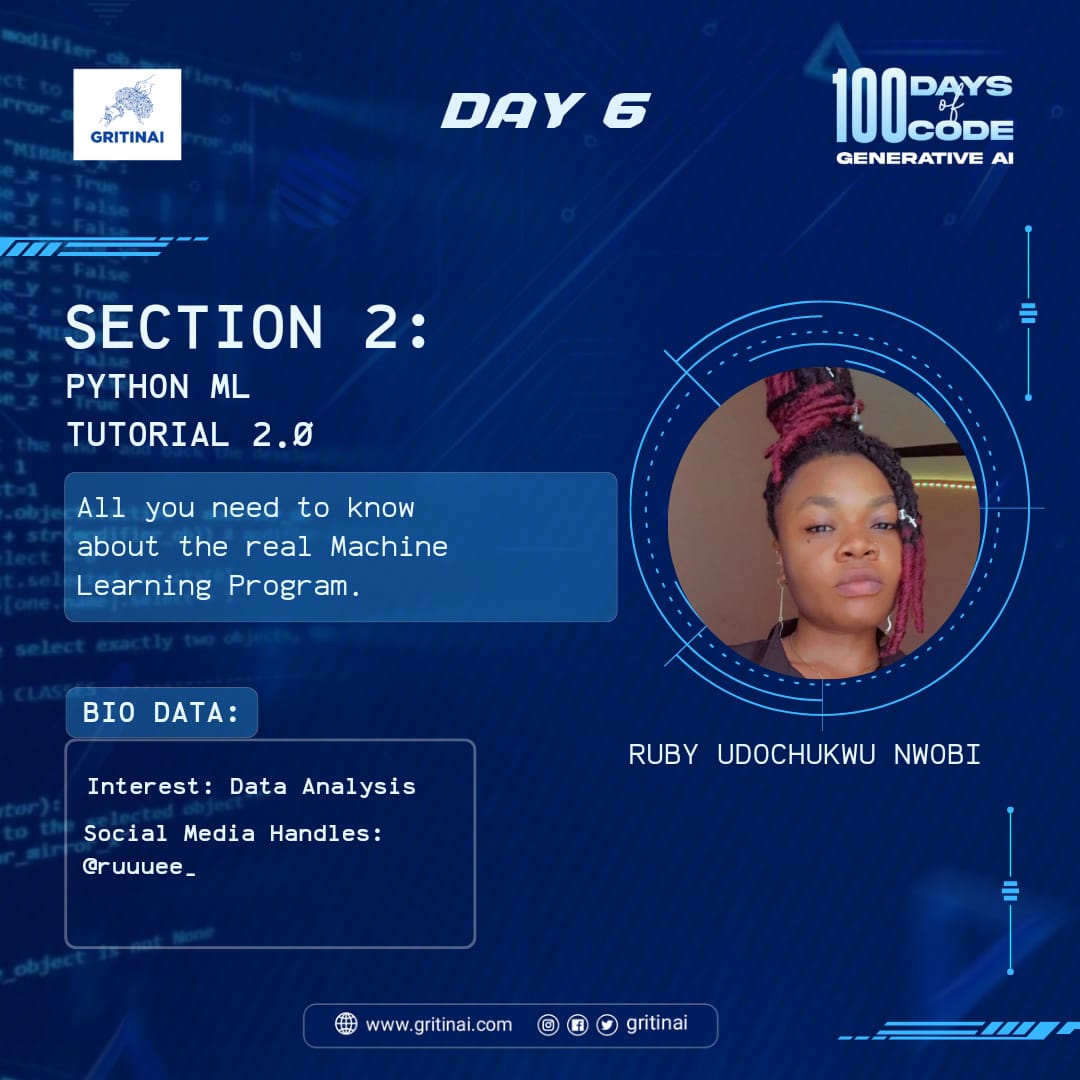 GRITINAI
DAY 6
100 DAYS
of
CODE
GENERATIVE AI
SECTION 2:
PYTHON ML
TUTORIAL 2.0
All you need to know
about the real Machine
Learning Program.
BIO DATA:
Interest: Data Analysis
Social Media Handles:
@ruuuee_
RUBY UDOCHUKWU NWOBI
www.gritinai.com
gritinai